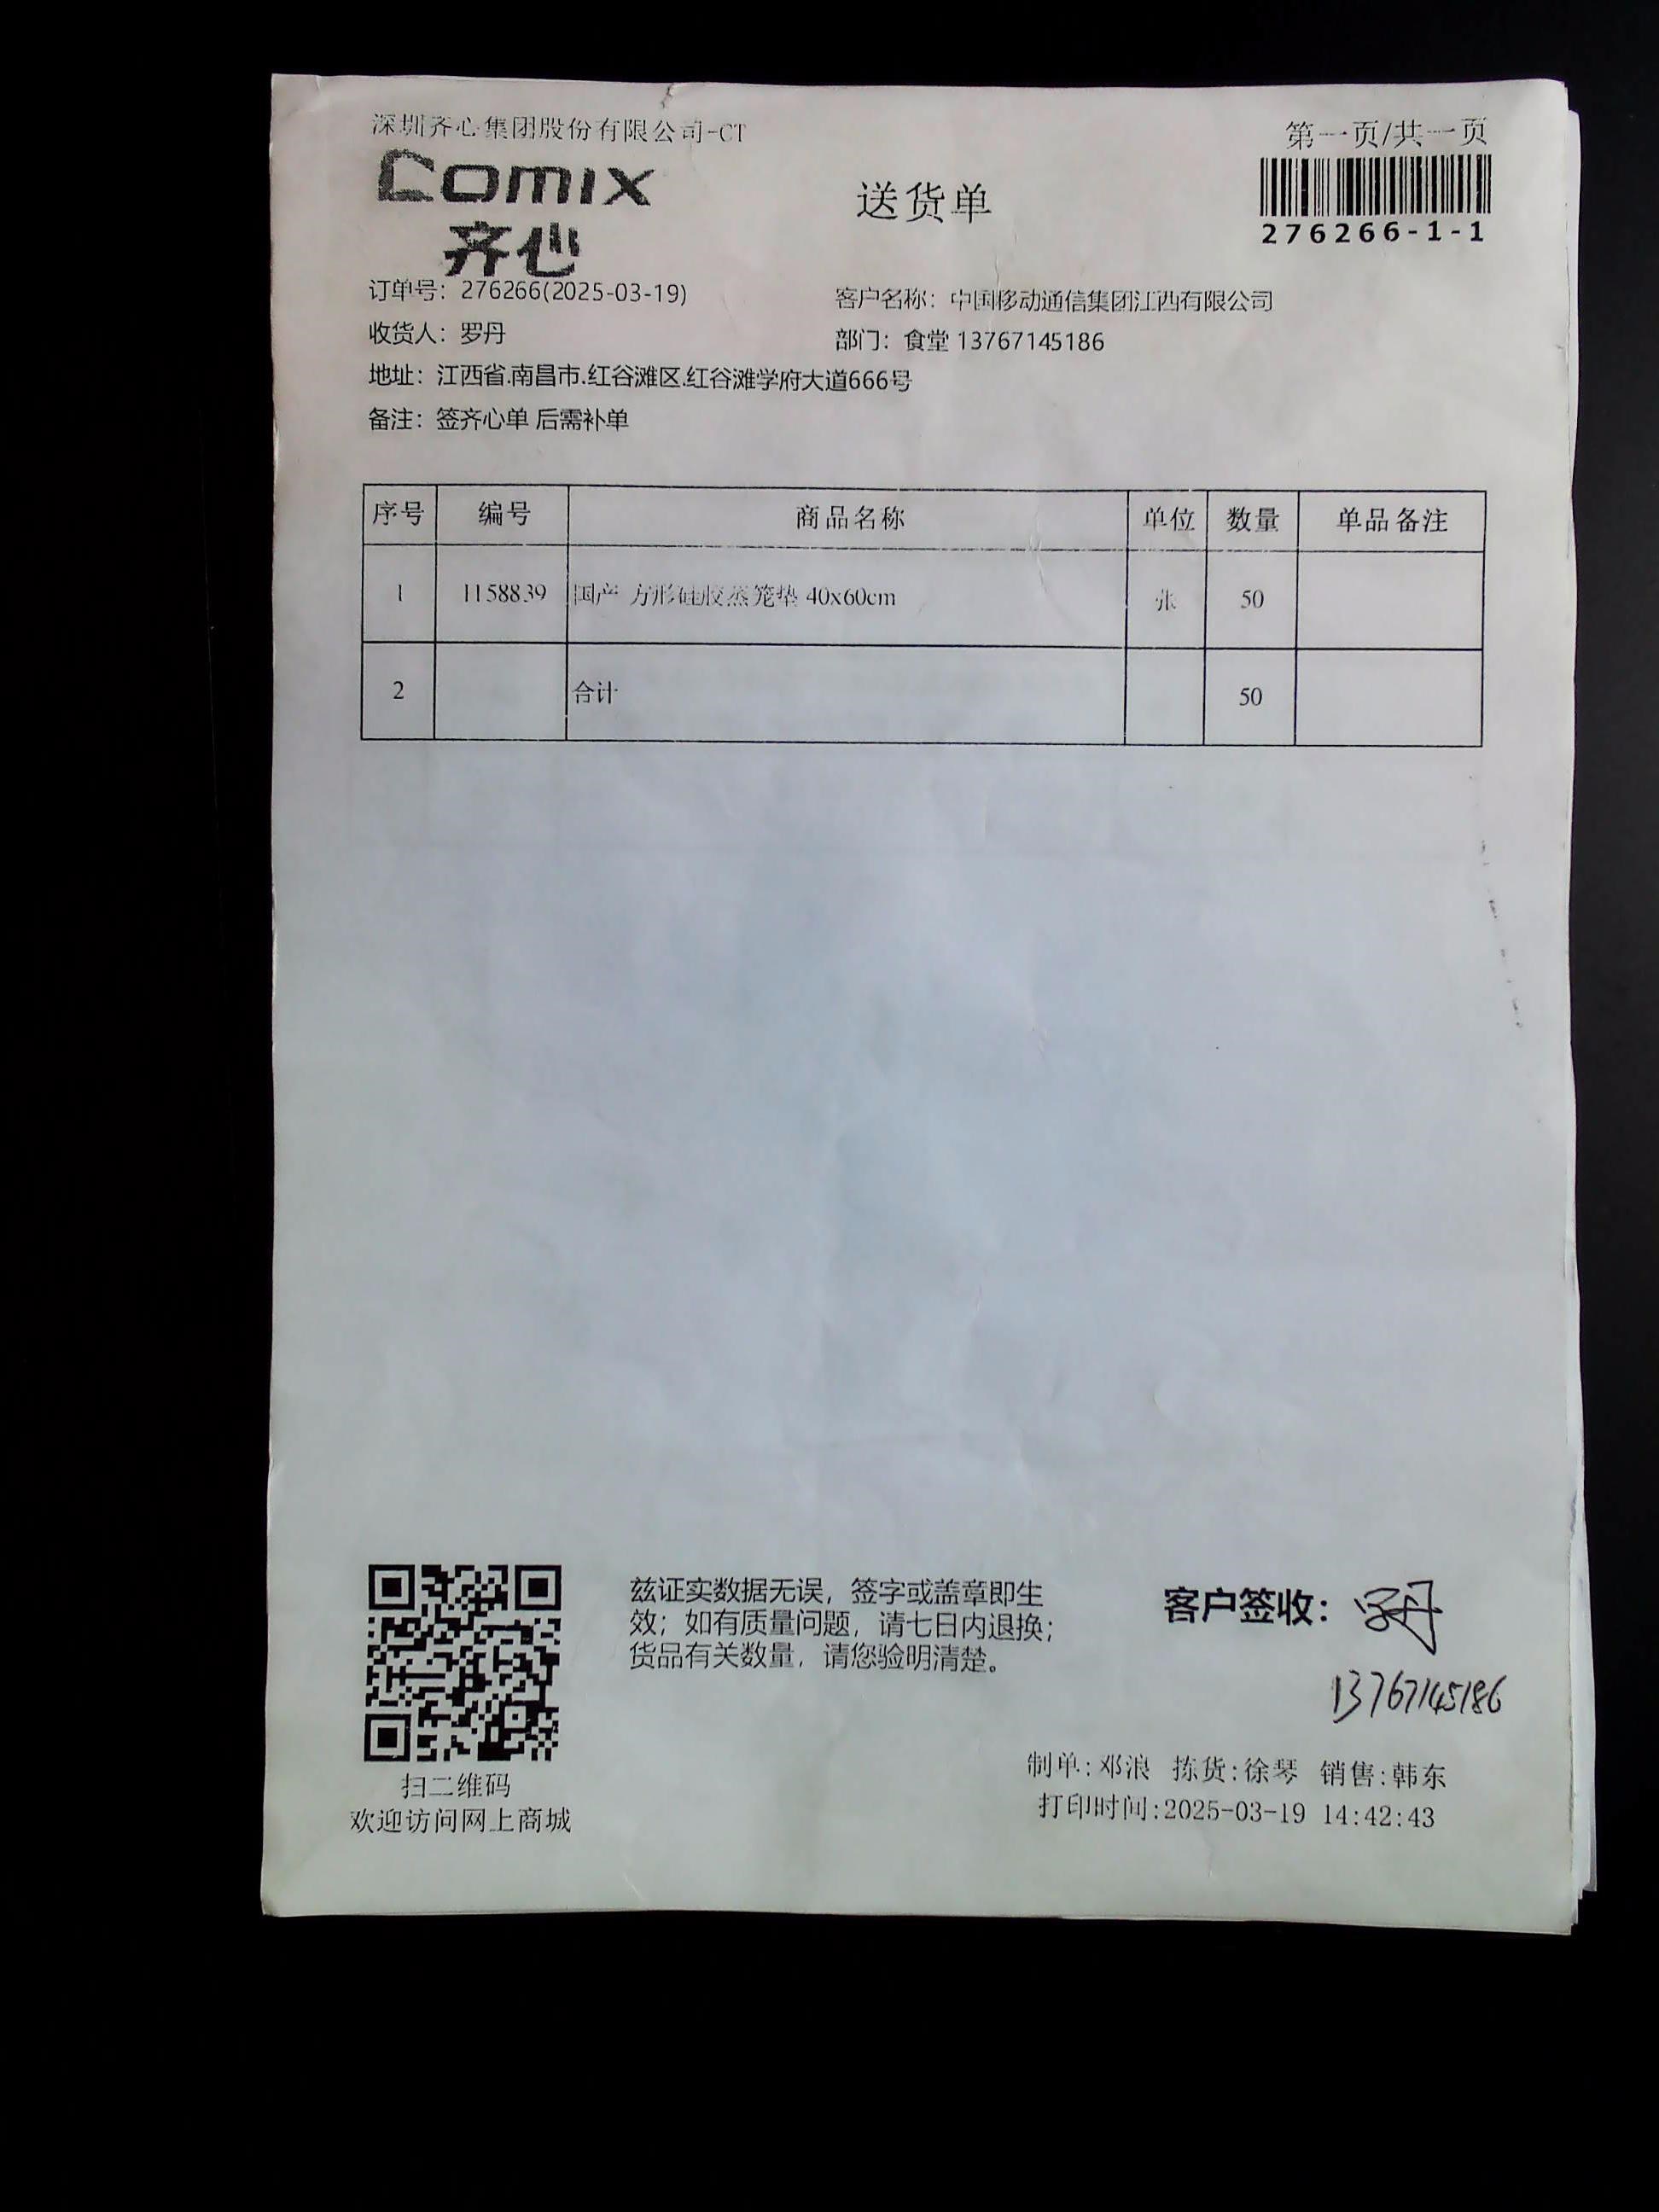 深圳齐心集团股份有限公司-CT
第一页/共一页
Comix
齐心
送货单
276266-1-1
订单号：276266(2025-03-19)
客户名称：中国移动通信集团江西有限公司
收货人：罗丹
部门：食堂 13767145186
地址：江西省.南昌市.红谷滩区.红谷滩学府大道666号
备注：签齐心单 后需补单
序号 编号 商品名称 单位 数量 单品备注
1 1158839 国产 方形硅胶蒸笼垫 40x60cm 张 50
2 合计 50
兹证实数据无误，签字或盖章即生
效；如有质量问题，请七日内退换；
货品有关数量，请您验明清楚。
客户签收：罗丹
13767145186
扫二维码
欢迎访问网上商城
制单:邓浪 拣货:徐琴 销售:韩东
打印时间:2025-03-19 14:42:43